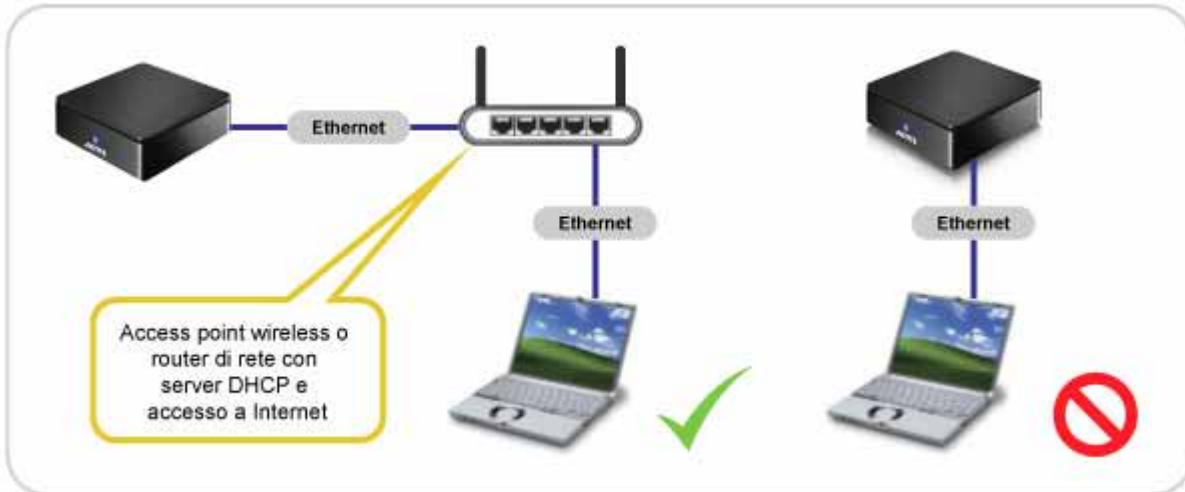 Ethernet
Ethernet
Ethernet
Access point wireless o
router di rete con
server DHCP e
accesso a Internet